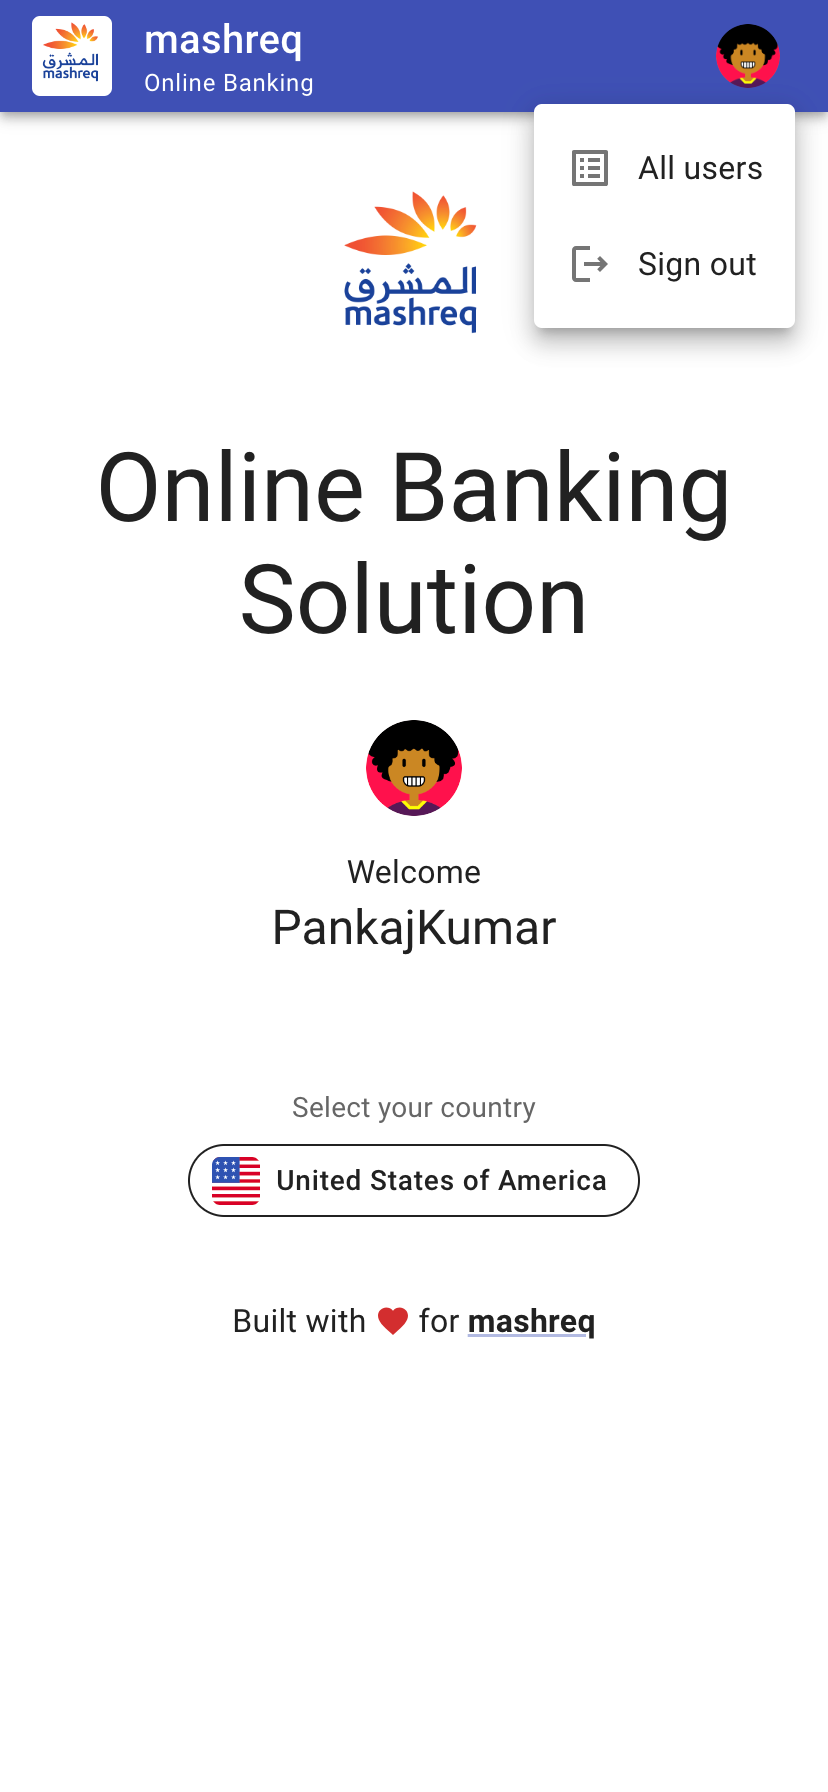 المشرق
mashreq
mashreq
Online Banking
All users
Sign out
المشرق
mashreq
Online Banking
Solution
Welcome
PankajKumar
Select your country
United States of America
Built with for mashreq